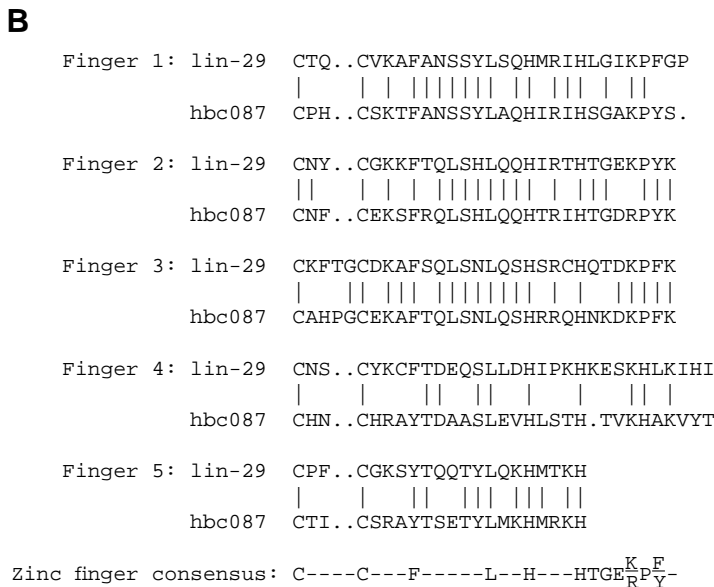 B
Finger 1: lin-29 CTQ..CVKAFANSSYLSQHMRIHLGIKPFGP
| | | ||||||| || ||| | ||
hbc087 CPH..CSKTFANSSYLAQHIRIHSGAKPYS.
Finger 2: lin-29 CNY..CGKKFTQLSHLQQHIRTHTGEKPYK
|| | | | |||||||| | ||| |||
hbc087 CNF..CEKSFRQLSHLQQHTRIHTGDRPYK
Finger 3: lin-29 CKFTGCDKAFSQLSNLQSHSRCHQTDKPFK
| || ||| |||||||| | | |||||
hbc087 CAHPGCEKAFTQLSNLQSHRRQHNKDKPFK
Finger 4: lin-29 CNS..CYKCFTDEQSLLDHIPKHKESKHLKIHI
| | || || | | || |
hbc087 CHN..CHRAYTDAASLEVHLSTH.TVKHAKVYT
Finger 5: lin-29 CPF..CGKSYTQQTYLQKHMTKH
| | || ||| ||| ||
hbc087 CTI..CSRAYTSETYLMKHMRKH
Zinc finger consensus: C----C---F-----L--H---HTGEK/RPF/Y-